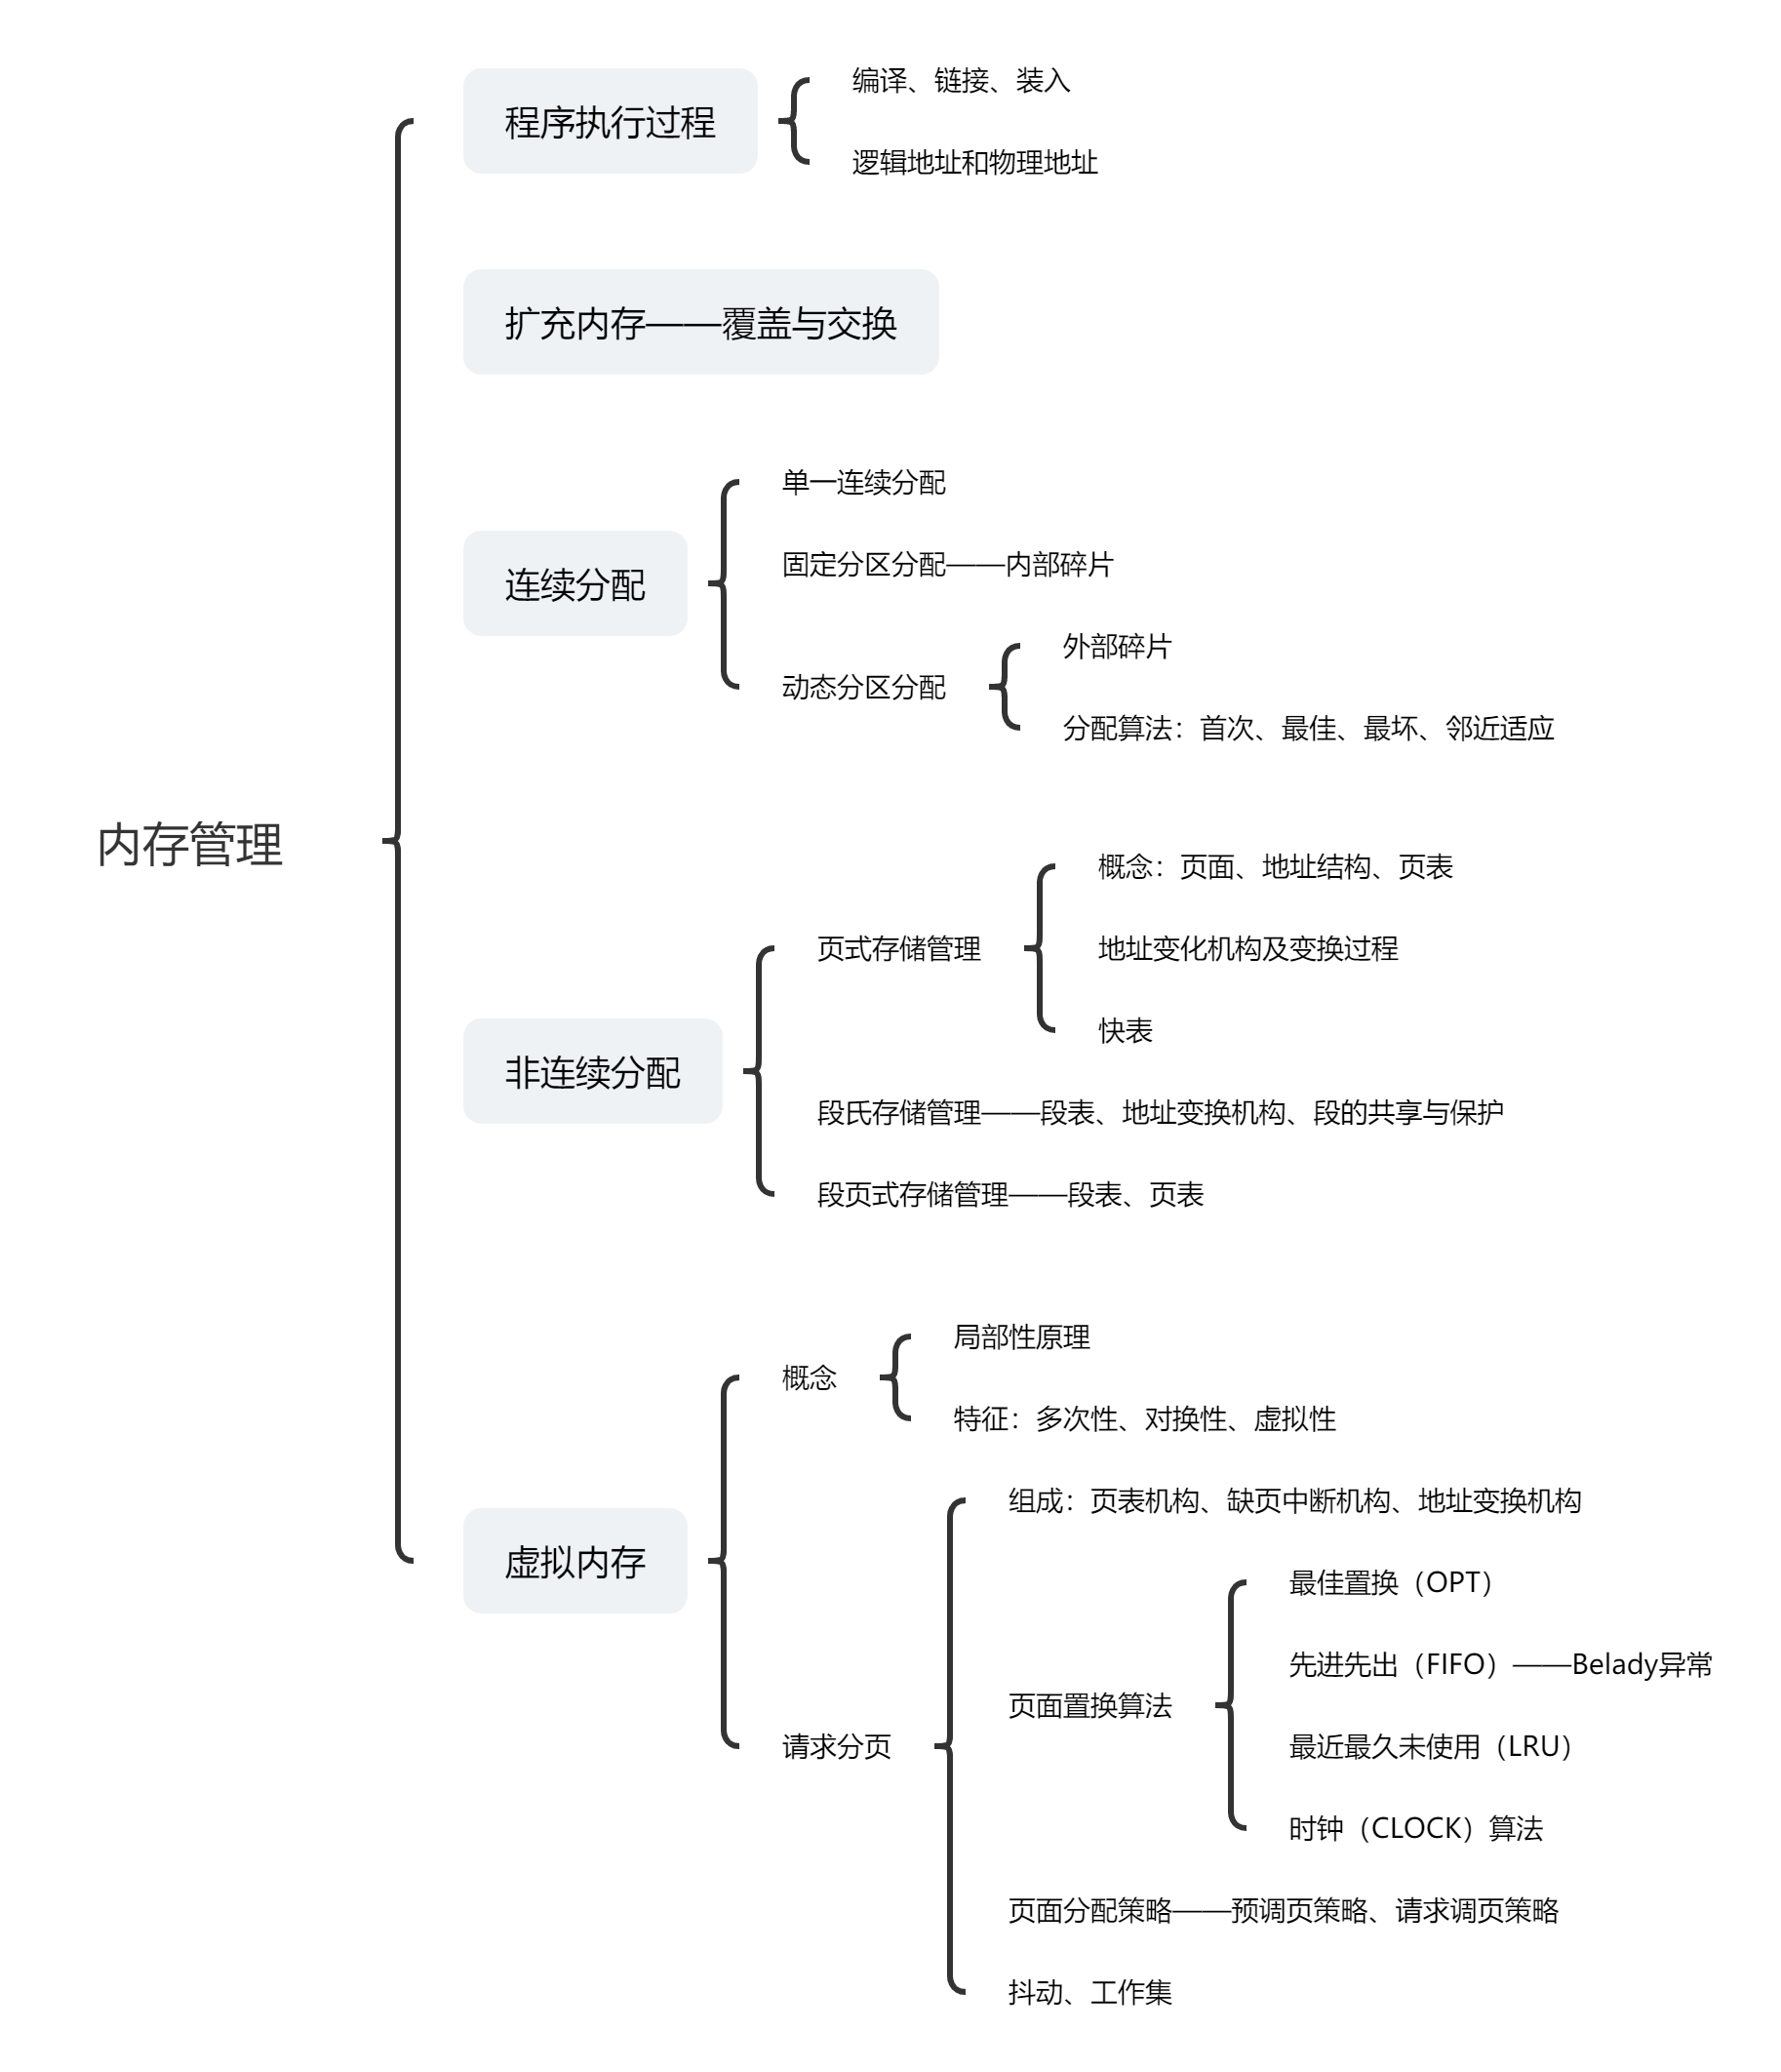 内存管理
程序执行过程
编译、链接、装入
逻辑地址和物理地址
扩充内存——覆盖与交换
连续分配
单一连续分配
固定分区分配——内部碎片
动态分区分配
外部碎片
分配算法：首次、最佳、最坏、邻近适应
非连续分配
页式存储管理
概念：页面、地址结构、页表
地址变化机构及变换过程
快表
段氏存储管理——段表、地址变换机构、段的共享与保护
段页式存储管理——段表、页表
虚拟内存
概念
局部性原理
特征：多次性、对换性、虚拟性
请求分页
组成：页表机构、缺页中断机构、地址变换机构
页面置换算法
最佳置换（OPT）
先进先出（FIFO）——Belady异常
最近最久未使用（LRU）
时钟（CLOCK）算法
页面分配策略——预调页策略、请求调页策略
抖动、工作集